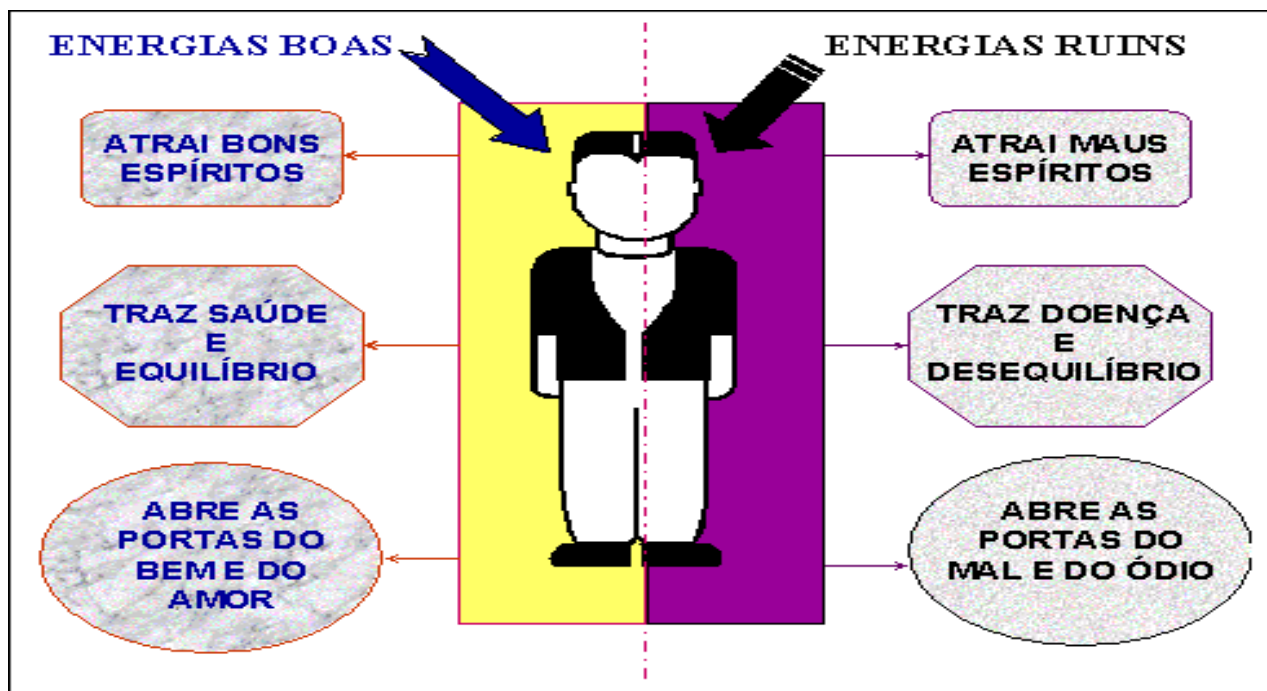 ENERGIAS BOAS
ENERGIAS RUINS
ATRAI BONS
ESPÍRITOS
ATRAI MAUS
ESPÍRITOS
TRAZ SAÚDE
E
EQUILÍBRIO
TRAZ DOENÇA
E
DESEQUILÍBRIO
ABRE AS
PORTAS DO
BEM E DO
AMOR
ABRE AS
PORTAS DO
MAL E DO ÓDIO